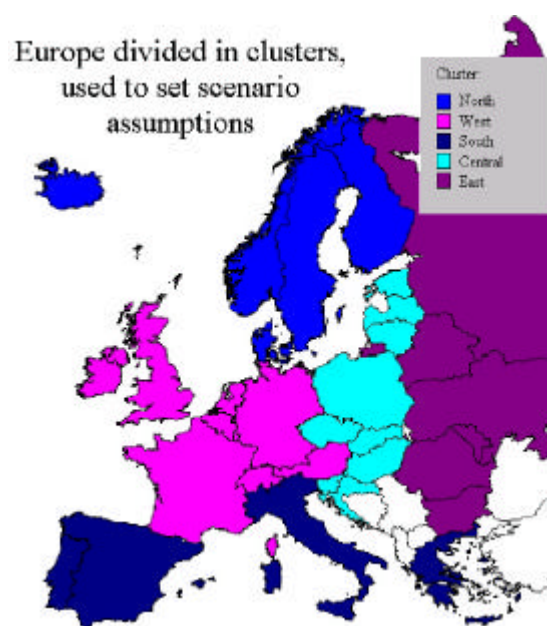 Europe divided in clusters,
used to set scenario
assumptions
Cluster:
North
West
South
Central
East